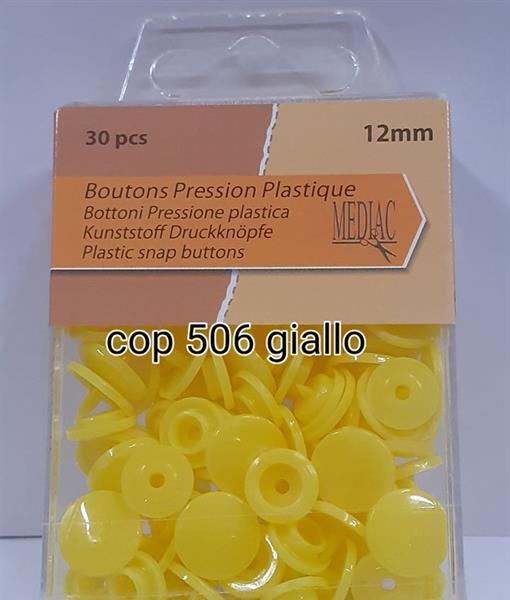 30 pcs
12mm
Boutons Pression Plastique
Bottoni Pressione plastica
Kunststoff Druckknöpfe
Plastic snap buttons
MEDIAC
cop 506 giallo